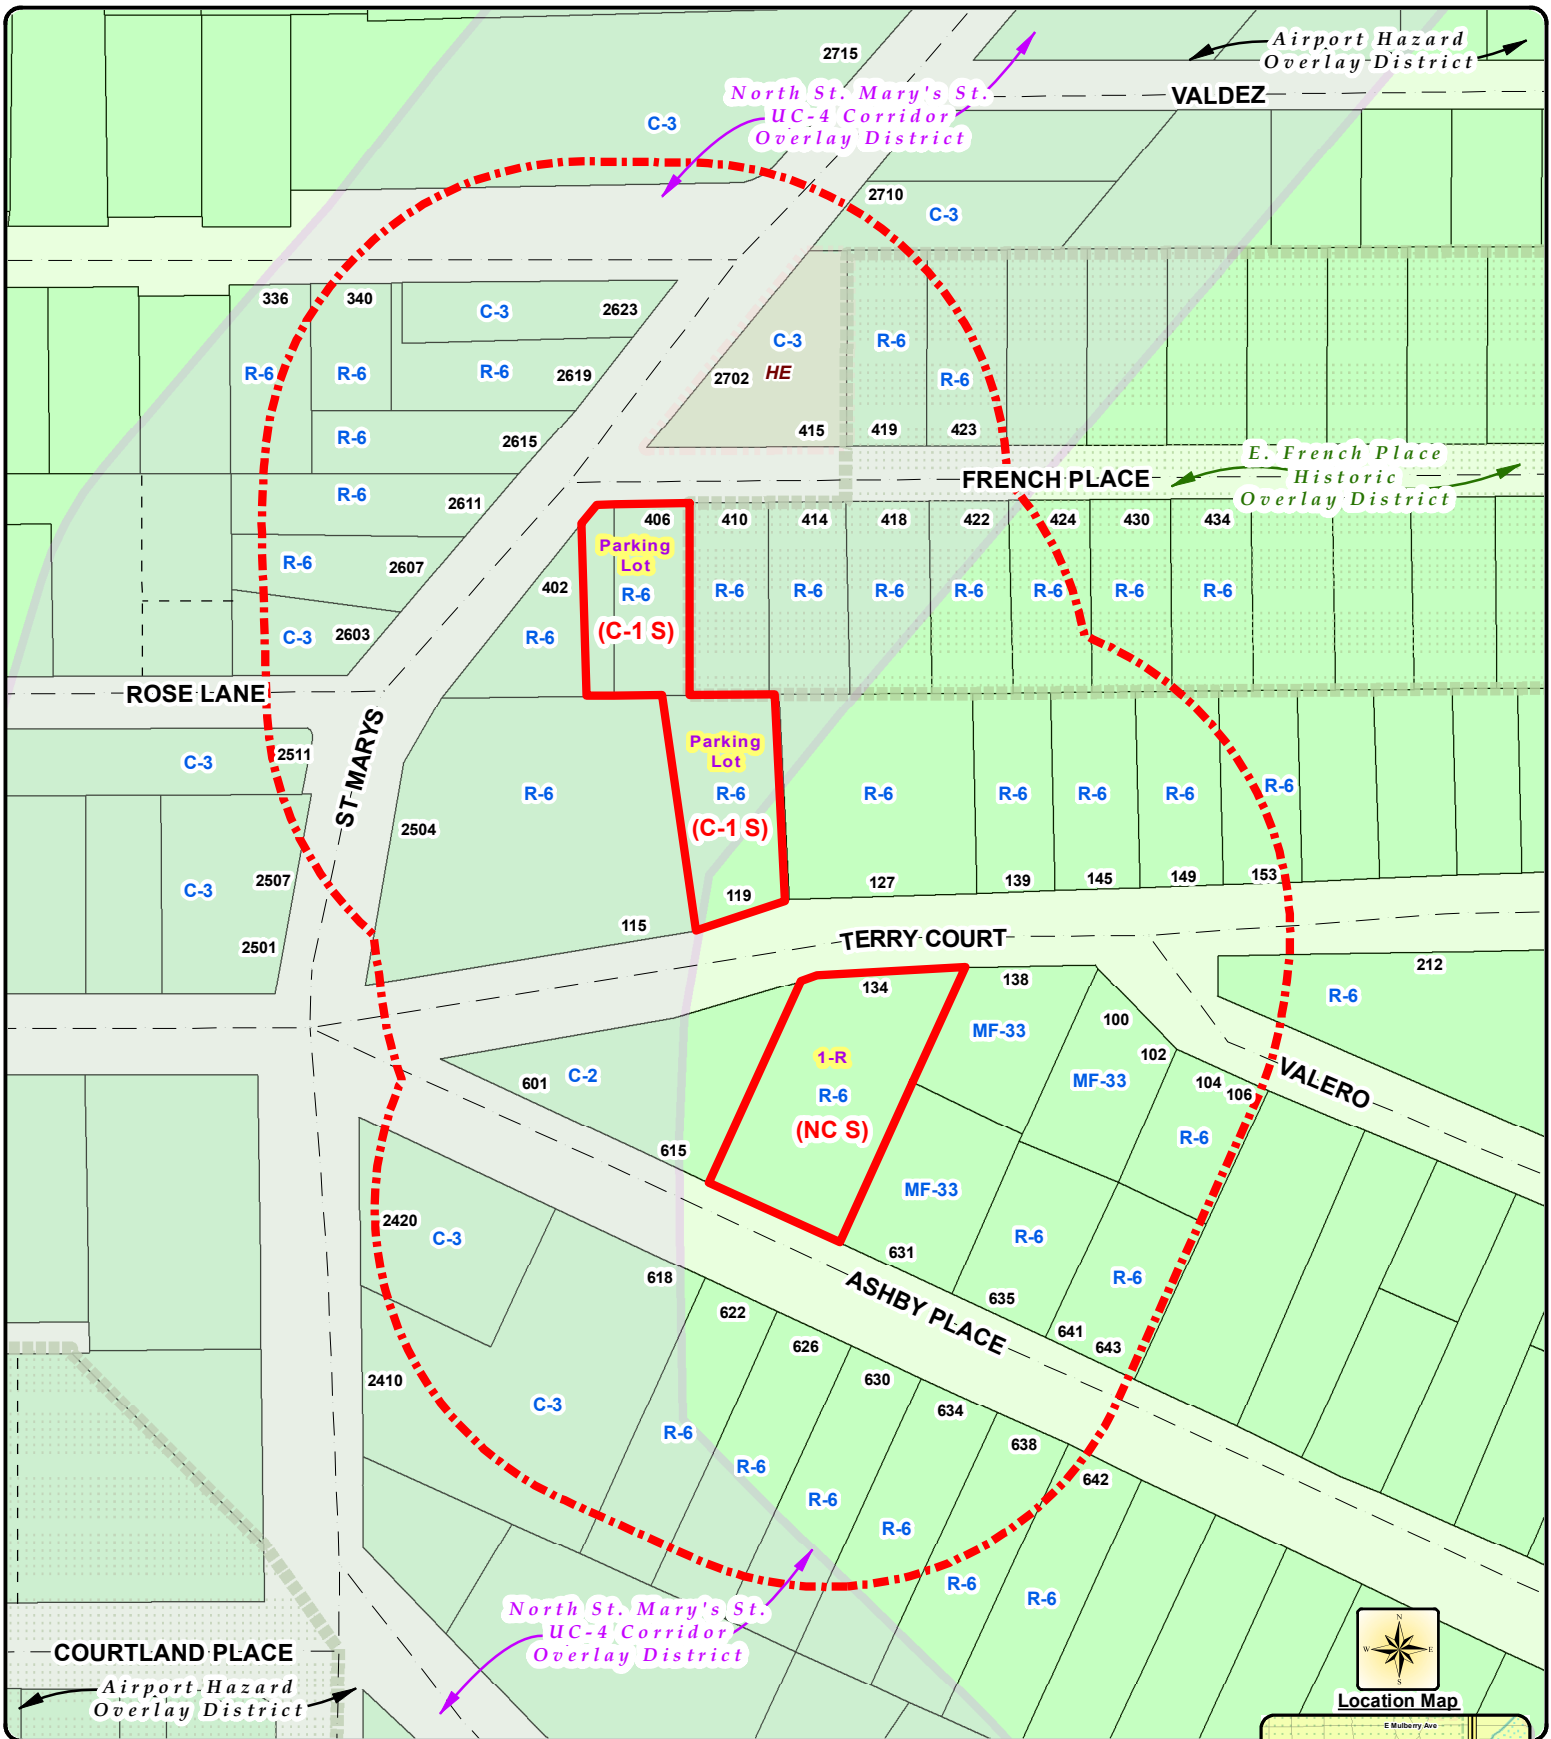 2715
Airport Hazard
Overlay District
North St. Mary's St.
UC-4 Corridor
Overlay District
VALDEZ
C-3
2710
C-3
336
340
C-3
2623
C-3
R-6
R-6
R-6
R-6
2619
2702
HE
R-6
R-6
2615
415
419
423
E. French Place
Historic
Overlay District
FRENCH PLACE
R-6
2611
406
410
414
418
422
424
430
434
Parking
Lot
R-6
2607
402
R-6
R-6
R-6
R-6
R-6
R-6
R-6
R-6
C-3
2603
R-6
(C-1 S)
ROSE LANE
ST MARYS
2511
C-3
Parking
Lot
R-6
R-6
R-6
R-6
R-6
R-6
R-6
(C-1 S)
2504
C-3
2507
119
127
139
145
149
153
2501
115
TERRY COURT
212
134
138
R-6
100
MF-33
102
1-R
R-6
(NC S)
601
C-2
MF-33
104
106
VALERO
R-6
615
MF-33
2420
C-3
R-6
631
618
R-6
635
ASHBY PLACE
622
641
643
626
2410
630
C-3
634
R-6
638
R-6
642
R-6
R-6
R-6
R-6
North St. Mary's St.
UC-4 Corridor
Overlay District
COURTLAND PLACE
Airport Hazard
Overlay District
N
W
E
S
Location Map
E Mulberry Ave